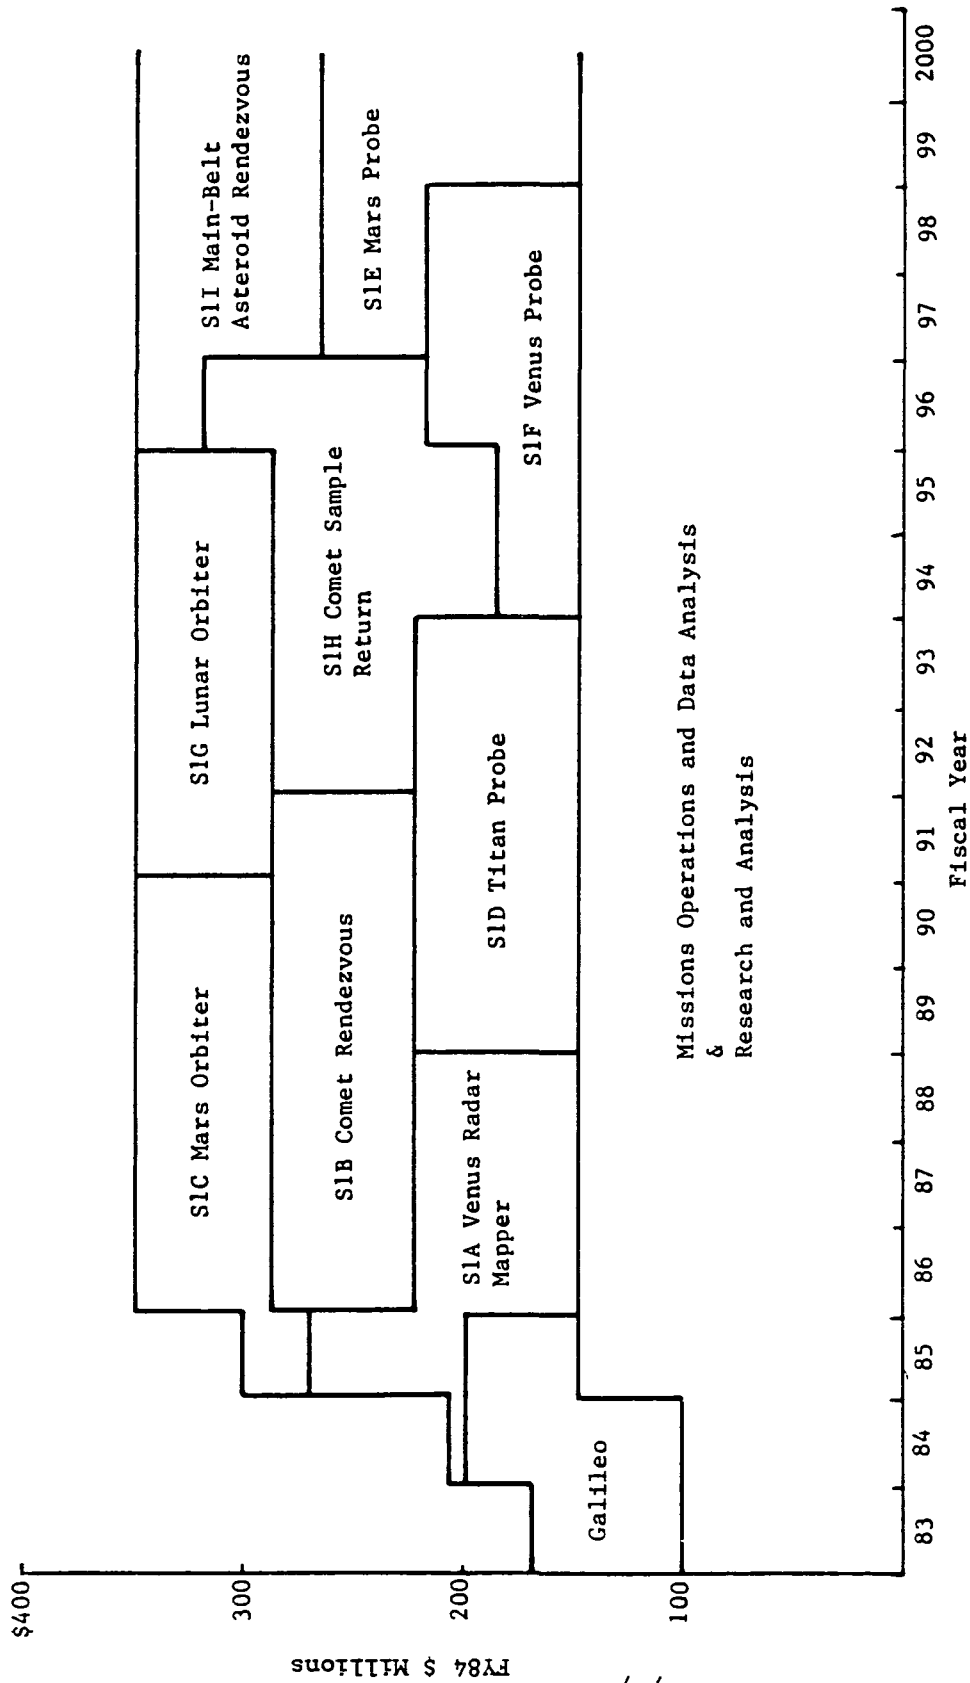 $400
300
200
100
FY84 $ Millions
S1C Mars Orbiter
S1G Lunar Orbiter
S1I Main-Belt
Asteroid Rendezvous
S1B Comet Rendezvous
S1H Comet Sample
Return
S1E Mars Probe
S1A Venus Radar
Mapper
S1D Titan Probe
S1F Venus Probe
Galileo
Missions Operations and Data Analysis
&
Research and Analysis
83 84 85 86 87 88 89 90 91 92 93 94 95 96 97 98 99 2000
Fiscal Year